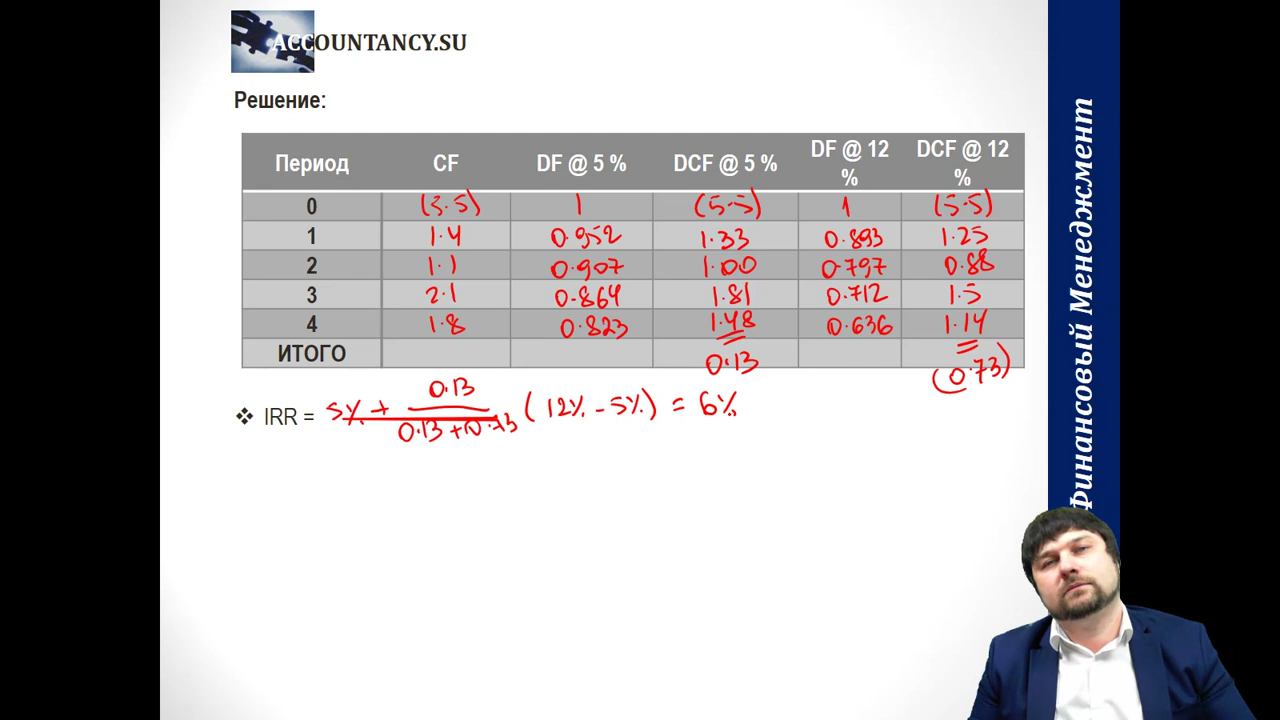 ACCOUNTANCY.SU
Решение:
Период CF DF @ 5 % DCF @ 5 % DF @ 12 % DCF @ 12 %
0 (5.5) 1 (5.5) 1 (5.5)
1 1.4 0.952 1.33 0.893 1.25
2 1.1 0.907 1.00 0.797 0.88
3 2.1 0.864 1.81 0.712 1.5
4 1.8 0.823 1.48 0.636 1.14
ИТОГО 0.13 (0.73)
❖ IRR = 5% + 0.13 / 0.13 + 0.73 (12% - 5%) = 6%
Финансовый Менеджмент